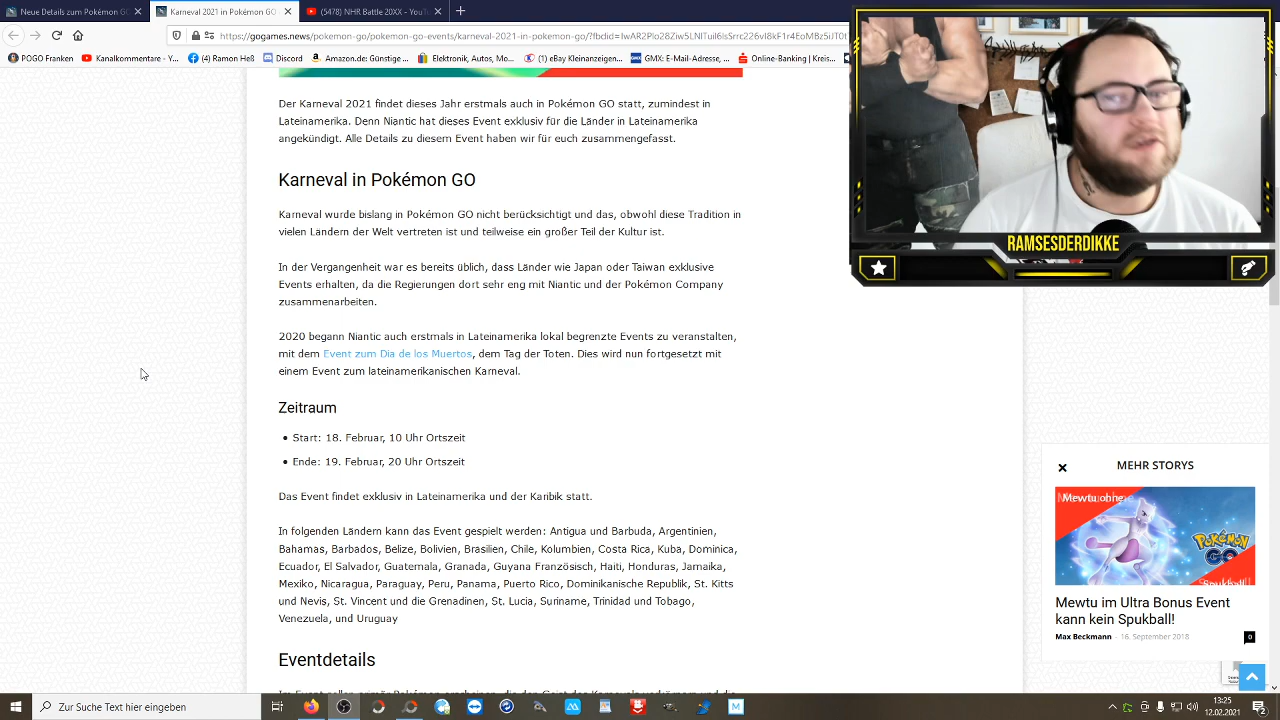 Neue Details zum Pokémon GO
Karneval 2021 in Pokémon GO
(5478) NHR Battle 20XX - YouTu
https://gogames.news/
POGO Franken
Kanalkommentare - Y...
(4) Ramon Heß
Discord
Amazon.de: Günstige ...
Elektronik, Autos, Mo...
(1) eBay Kleinanzeigen...
GMX: E-Mail-Adresse, ...
Online-Banking | Kreis...
Der Karneval 2021 findet dieses Jahr erstmals auch in Pokémon GO statt, zumindest in
Lateinamerika. Denn Niantic hat dieses Event exklusiv für die Länder in Lateinamerika
angekündigt. Alle Details zu diesem Event haben wir für euch zusammengefasst.
Karneval in Pokémon GO
Karneval wurde bislang in Pokémon GO nicht berücksichtigt und das, obwohl diese Tradition in
vielen Ländern der Welt vertreten ist und teilweise ein großer Teil der Kultur ist.
In der Vergangenheit war es bereits üblich, dass Länder wie Japan oder Taiwan exklusive
Events erhalten, da die Regierungen dort sehr eng mit Niantic und der Pokémon Company
zusammenarbeiten.
2020 begann Niantic auch erstmals in Lateinamerika lokal begrenzte Events zu veranstalten,
mit dem Event zum Dia de los Muertos, dem Tag der Toten. Dies wird nun fortgesetzt mit
einem Event zum lateinamerikanischen Karneval.
Zeitraum
Start: 18. Februar, 10 Uhr Ortszeit
Ende: 19. Februar, 20 Uhr Ortszeit
Das Event findet exklusiv in Lateinamerika und der Karibik statt.
In folgenden Ländern kann das Event gespielt werden: Antigua und Barbuda, Argentinien,
Bahamas, Barbados, Belize, Bolivien, Brasilien, Chile, Kolumbien, Costa Rica, Kuba, Dominica,
Ecuador, El Salvador, Guatemala, Granada, Guyana Französisch, Haiti, Honduras, Jamaika,
Mexiko, Nicaragua, Paraguay, Peru, Panama, Puerto Rico, Dominikanische Republik, St. Kitts
und Nevis, St. Vincent und die Grenadinen, St. Lucia, Suriname, Trinidad und Tobago,
Venezuela, und Uruguay
Eventdetails
RAMSESDERDIKKE
MEHR STORYS
Mewtu ohne
POKÉMON
GO
Spukball
Mewtu im Ultra Bonus Event
kann kein Spukball!
Max Beckmann - 16. September 2018
0
Zur Suche Text hier eingeben
13:25
12.02.2021
2